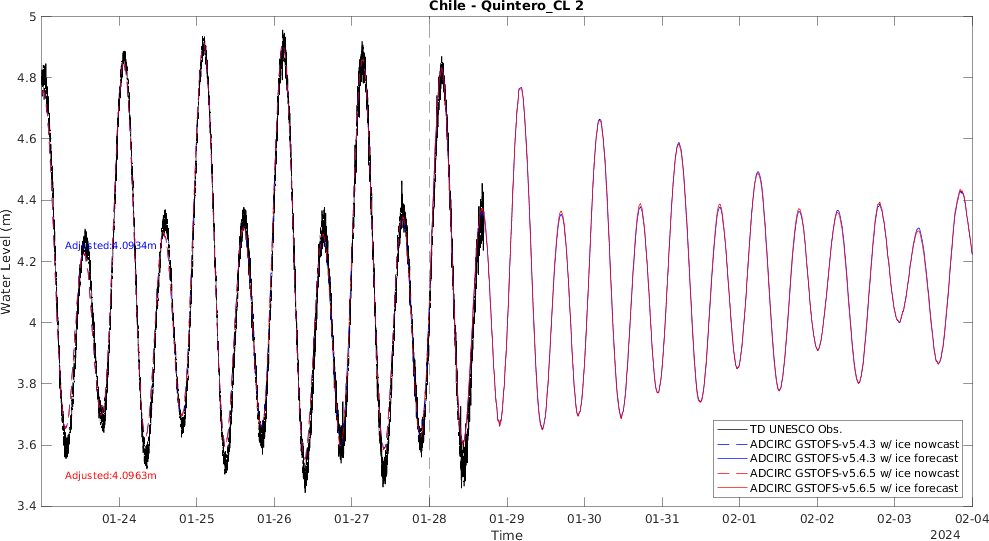 Chile - Quintero_CL 2
Water Level (m)
5
4.8
4.6
4.4
4.2
4
3.8
3.6
3.4
Adjusted:4.0934m
Adjusted:4.0963m
TD UNESCO Obs.
ADCIRC GSTOFS-v5.4.3 w/ ice nowcast
ADCIRC GSTOFS-v5.4.3 w/ ice forecast
ADCIRC GSTOFS-v5.6.5 w/ ice nowcast
ADCIRC GSTOFS-v5.6.5 w/ ice forecast
01-24 01-25 01-26 01-27 01-28 01-29 01-30 01-31 02-01 02-02 02-03 02-04
Time
2024